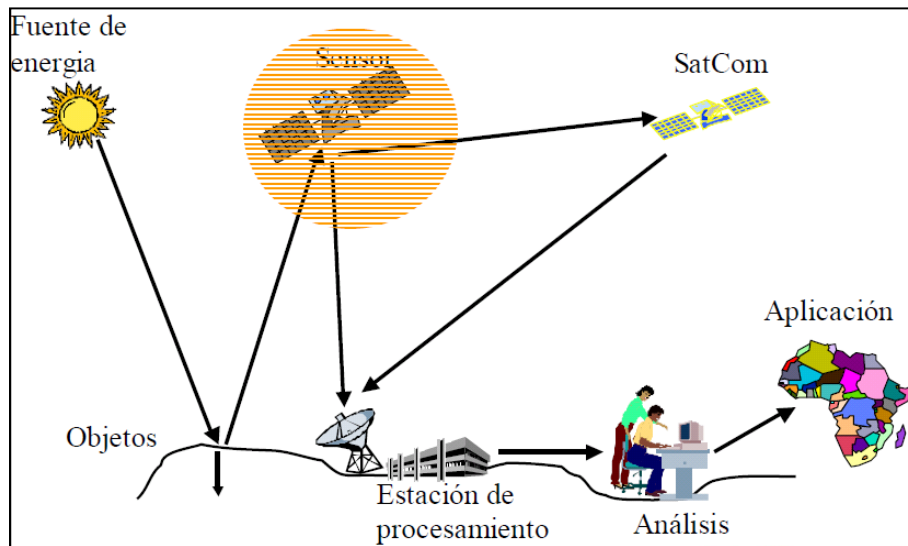 Fuente de
energia
Sensor
SatCom
Aplicación
Objetos
Estación de
procesamiento
Análisis